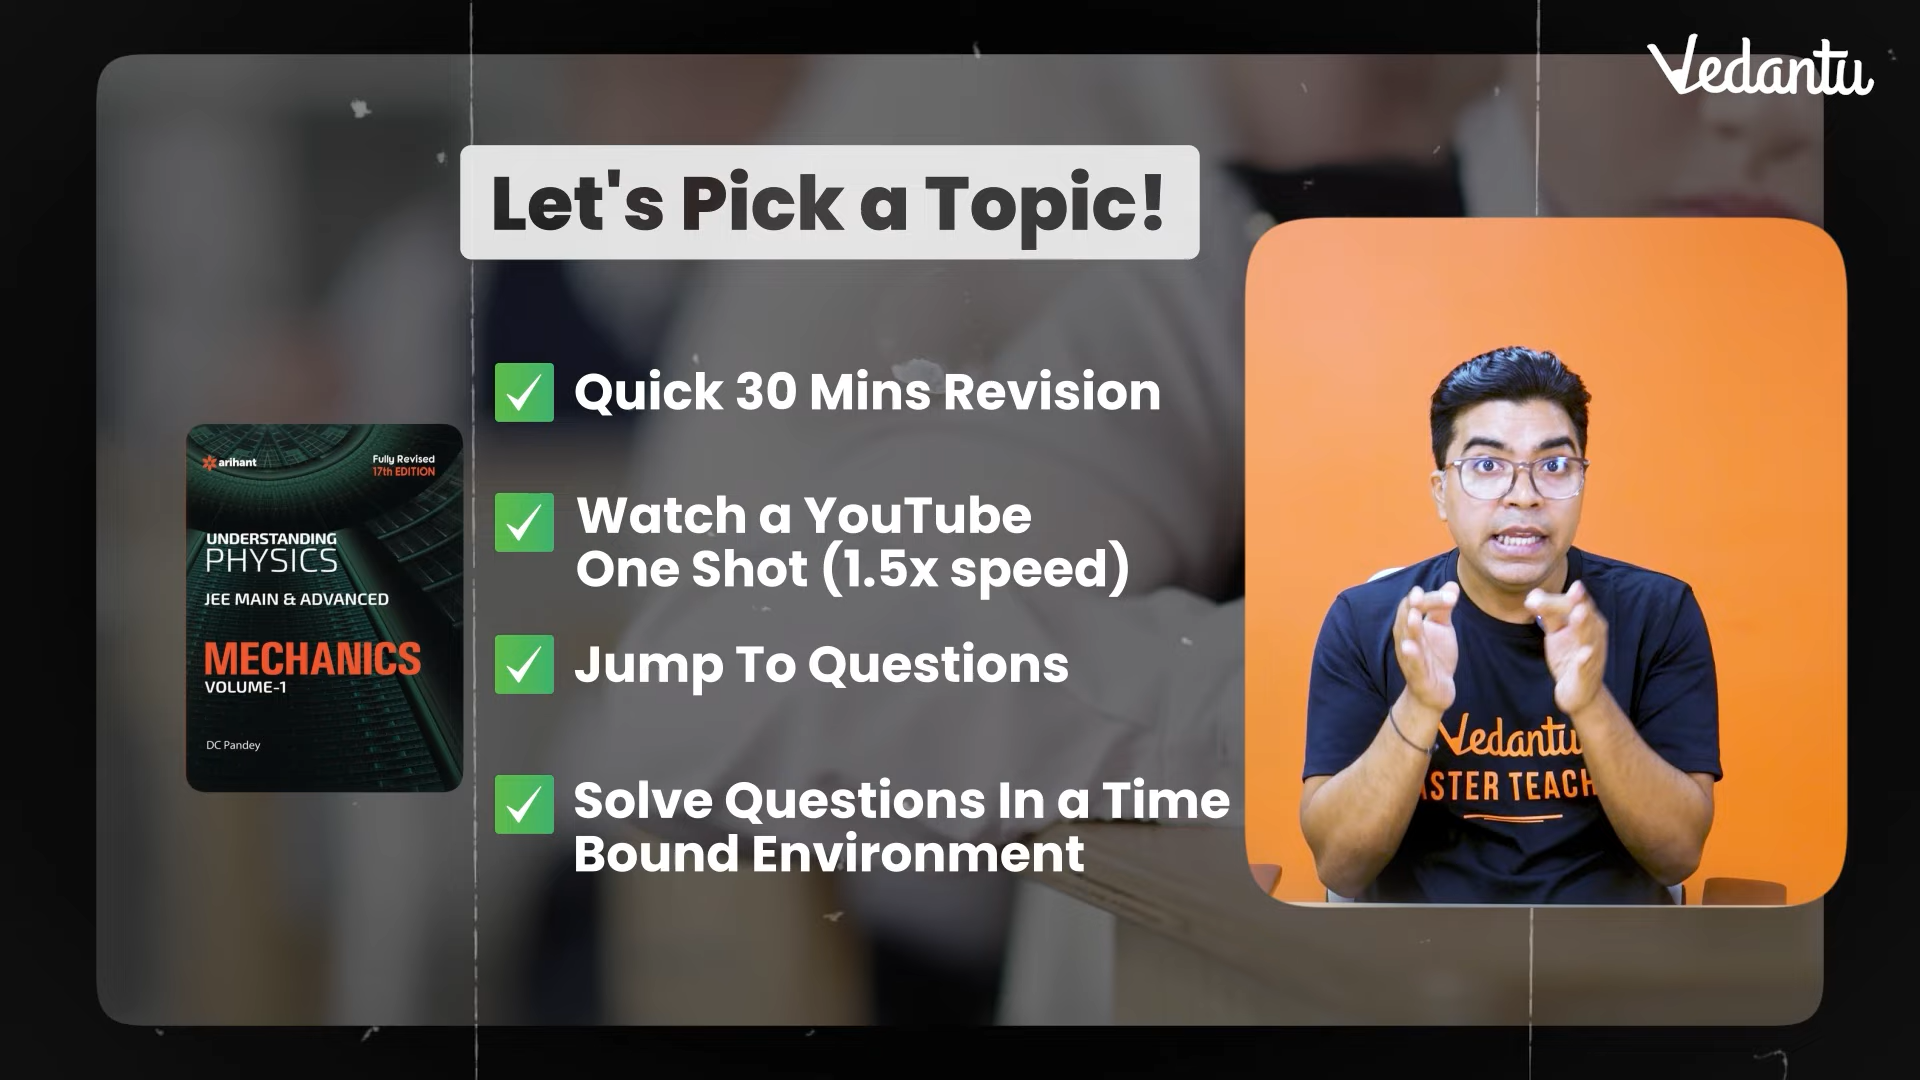 Vedantu
Let's Pick a Topic!
Quick 30 Mins Revision
Watch a YouTube
One Shot (1.5x speed)
Jump To Questions
Solve Questions In a Time
Bound Environment
arihant
Fully Revised
17th EDITION
UNDERSTANDING
PHYSICS
JEE MAIN & ADVANCED
MECHANICS
VOLUME-1
DC Pandey
Vedantu
STER TEACH